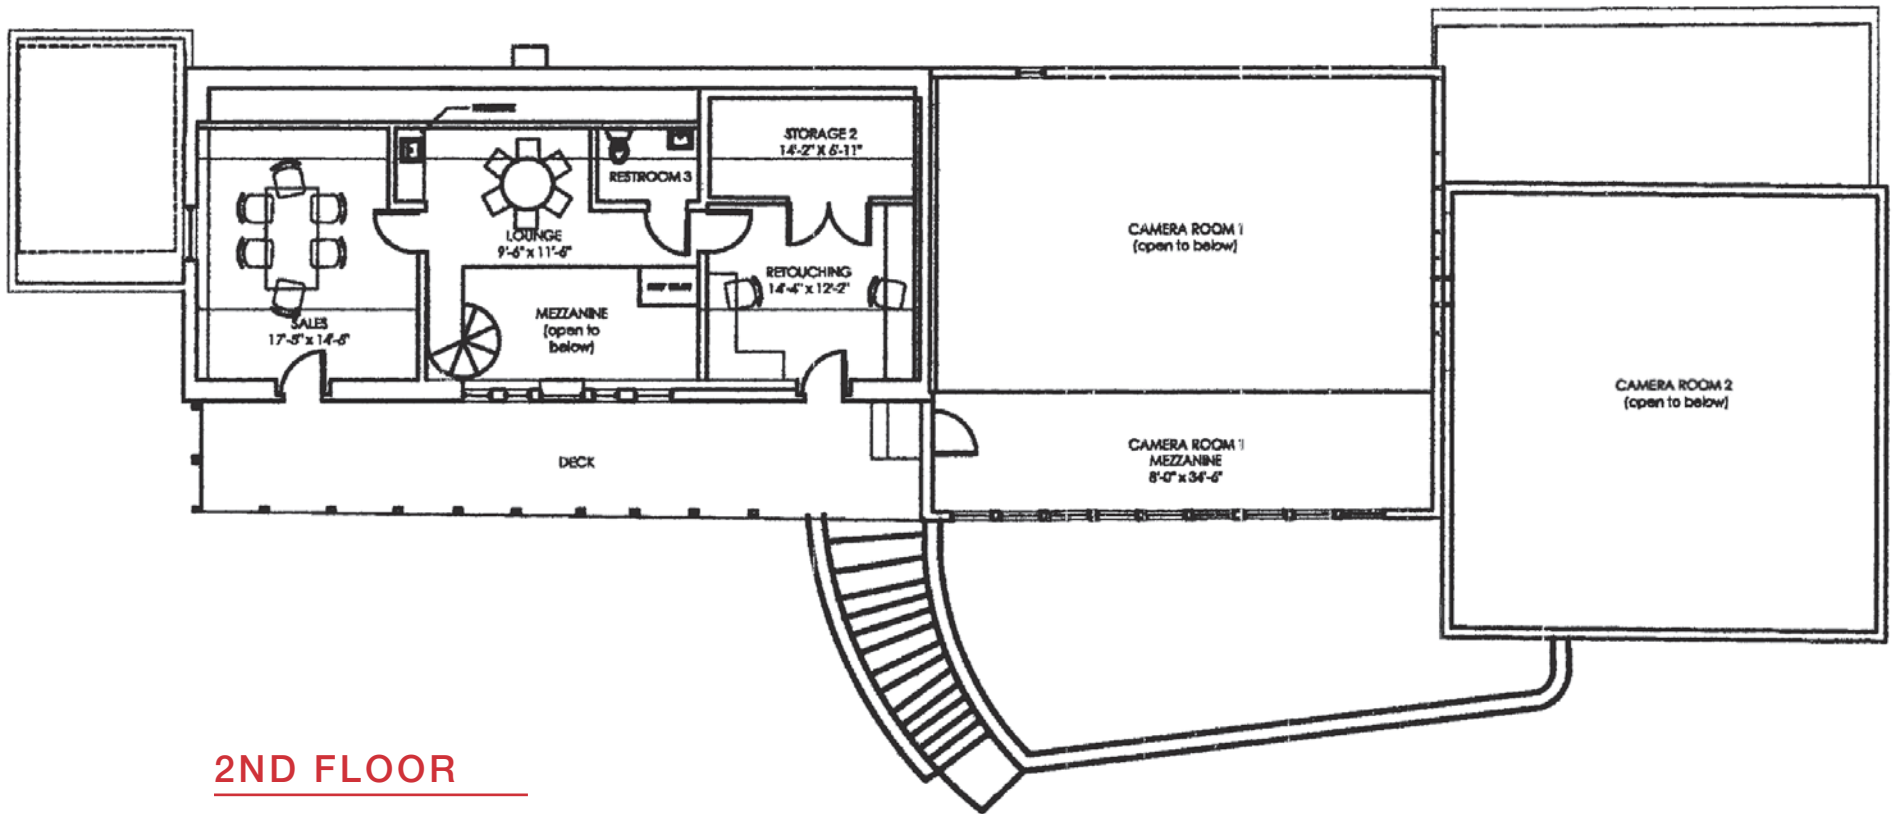 STORAGE 2
14'-2" X 6'-11"
RESTROOM 3
LOUNGE
9'-6" x 11'-6"
CAMERA ROOM 1
(open to below)
RETOUCHING
14'-4" x 12'-2"
MEZZANINE
(open to
below)
SALES
17'-8" x 14'-8"
CAMERA ROOM 2
(open to below)
DECK
CAMERA ROOM 1
MEZZANINE
8'-0" x 34'-6"
2ND FLOOR